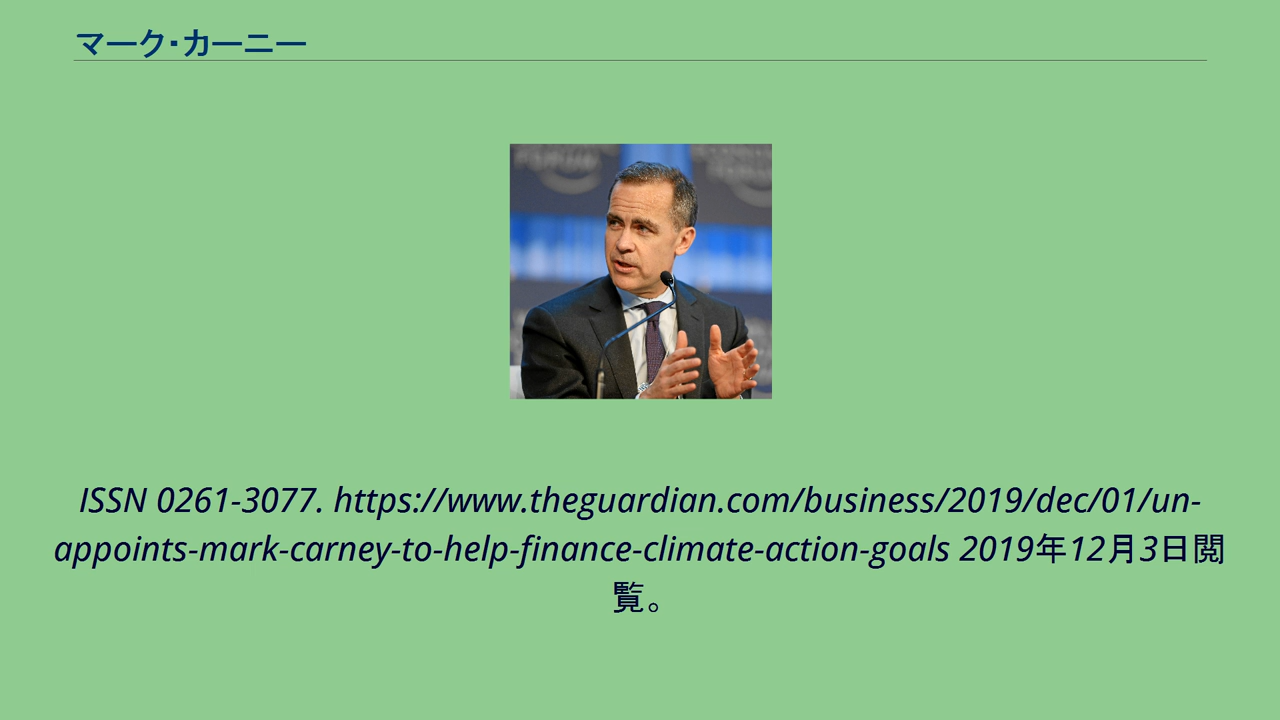 マーク・カーニー
FORUM
ISSN 0261-3077. https://www.theguardian.com/business/2019/dec/01/un-
appoints-mark-carney-to-help-finance-climate-action-goals 2019年12月3日閲
覧。